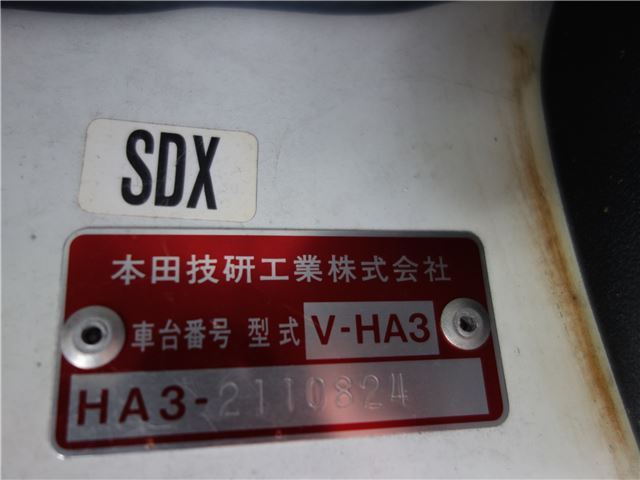 SDX
本田技研工業株式会社
車台番号 型式 V-HA3
HA3-2110824